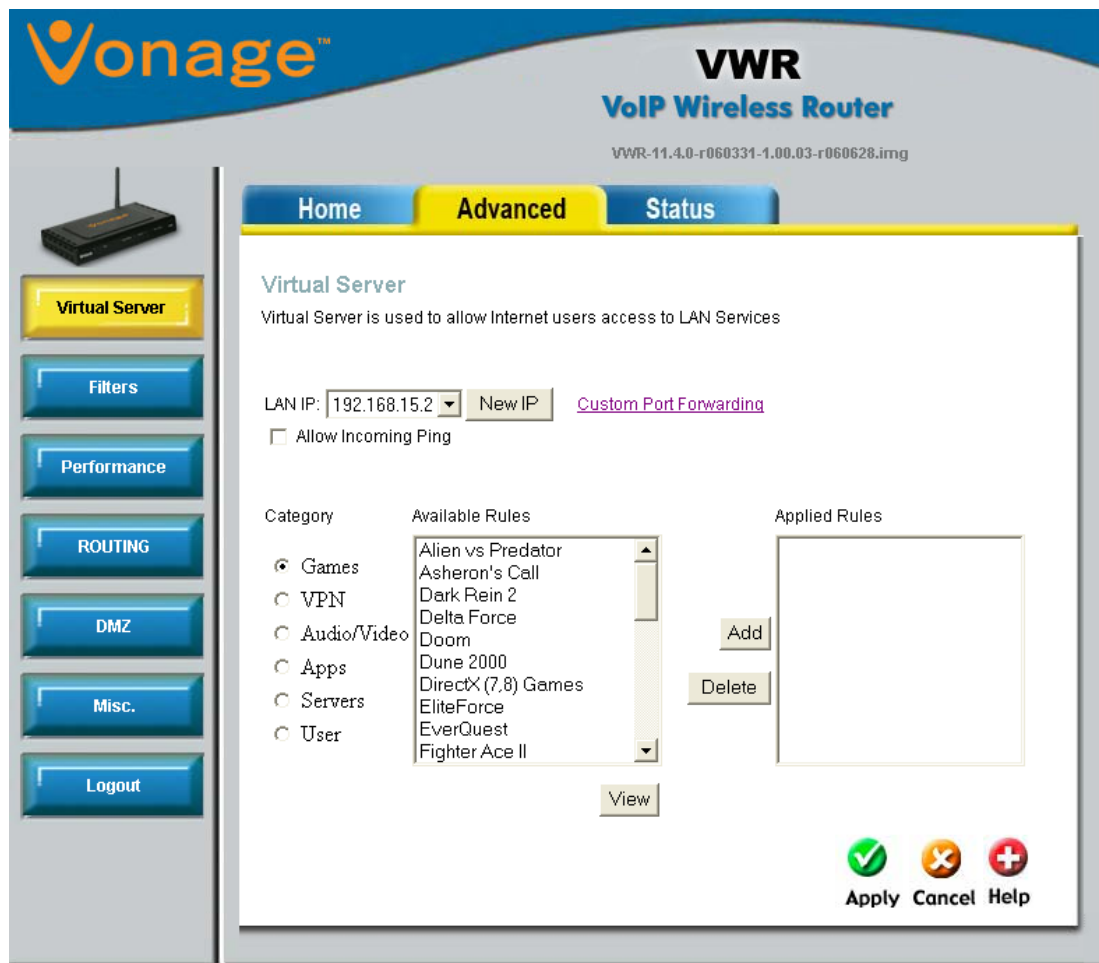 Vonage™
VWR
VoIP Wireless Router
VWR-11.4.0-r060331-1.00.03-r060628.img
Home
Advanced
Status
Virtual Server
Filters
Performance
ROUTING
DMZ
Misc.
Logout
Virtual Server
Virtual Server is used to allow Internet users access to LAN Services
LAN IP: 192.168.15.2 New IP Custom Port Forwarding
Allow Incoming Ping
Category
Games
VPN
Audio/Video
Apps
Servers
User
Available Rules
Alien vs Predator
Asheron's Call
Dark Rein 2
Delta Force
Doom
Dune 2000
DirectX (7,8) Games
EliteForce
EverQuest
Fighter Ace II
View
Add
Delete
Applied Rules
Apply Cancel Help